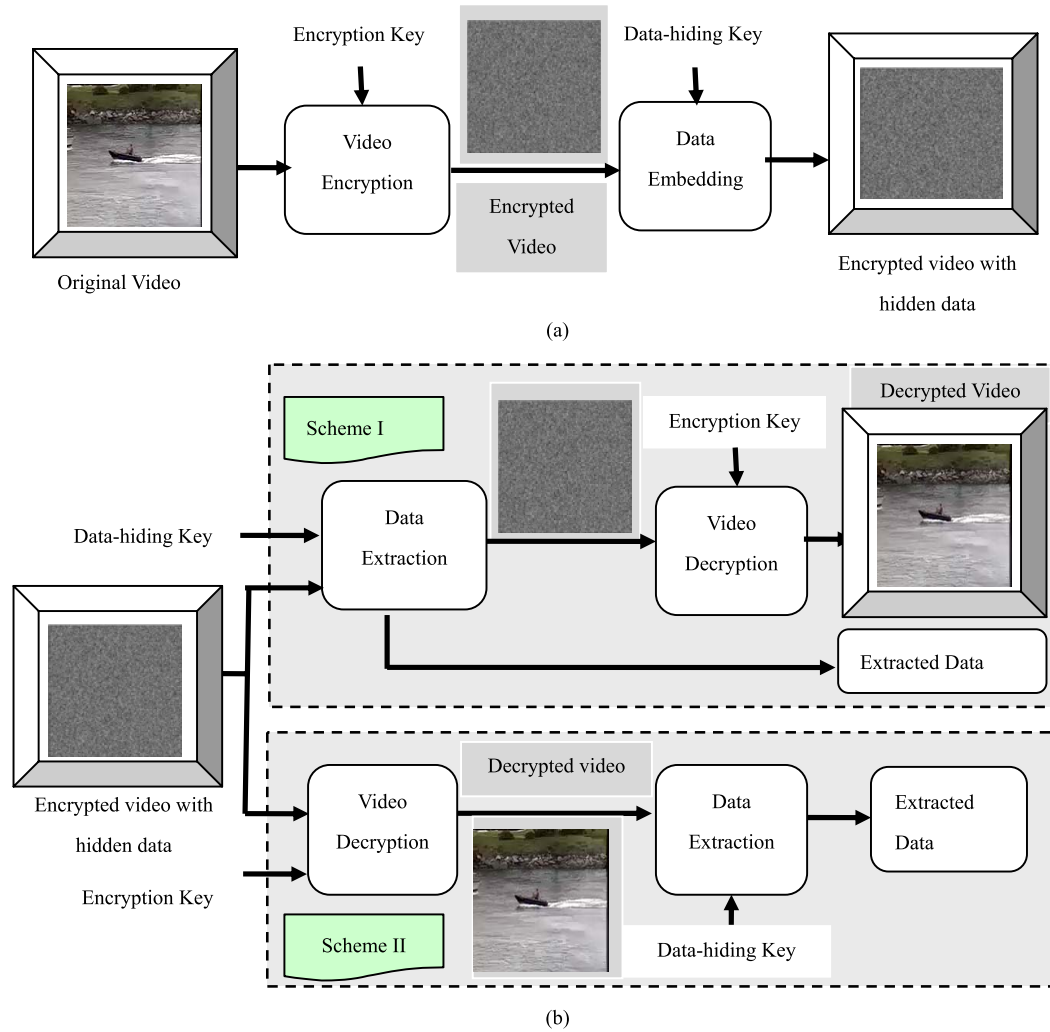 Encryption Key
Data-hiding Key
Video
Encryption
Data
Embedding
Encrypted
Video
Original Video
Encrypted video with
hidden data
(a)
Decrypted Video
Scheme I
Encryption Key
Data-hiding Key
Data
Extraction
Video
Decryption
Extracted Data
Encrypted video with
hidden data
Encryption Key
Decrypted video
Video
Decryption
Data
Extraction
Extracted
Data
Scheme II
Data-hiding Key
(b)